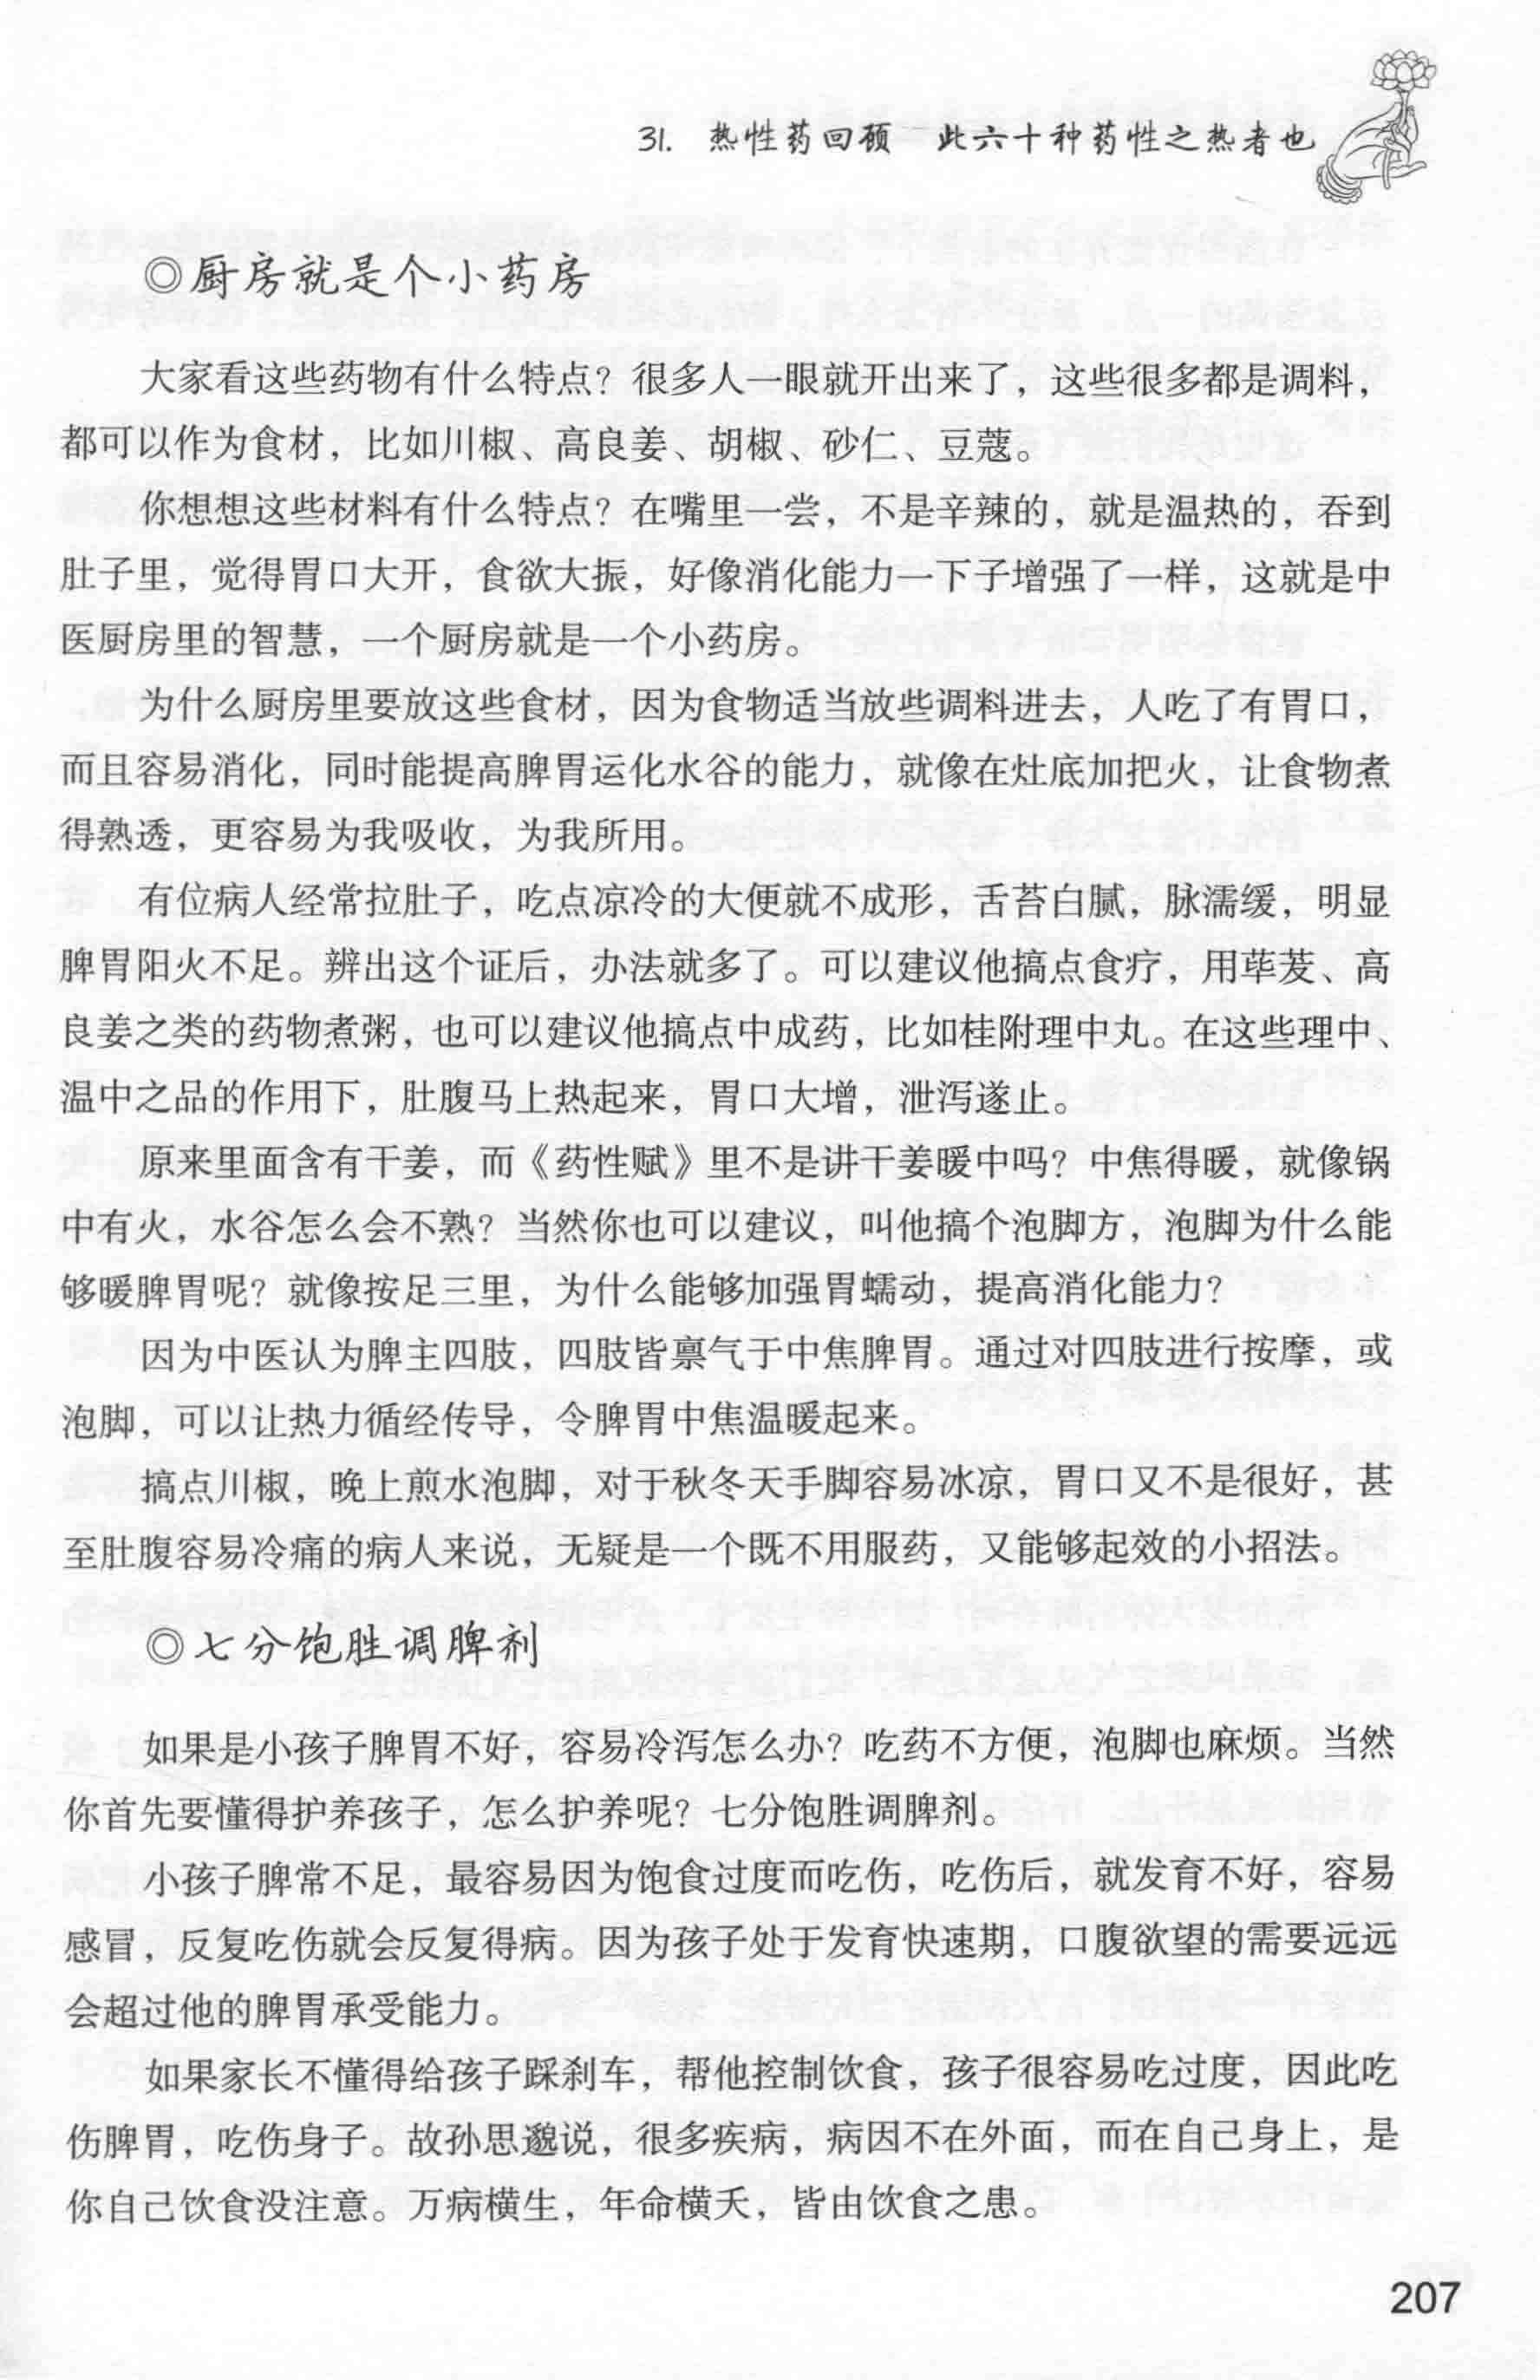 31. 热性药回顾 此六十种药性之热者也
◎厨房就是个小药房
大家看这些药物有什么特点？很多人一眼就开出来了，这些很多都是调料，
都可以作为食材，比如川椒、高良姜、胡椒、砂仁、豆蔻。
你想想这些材料有什么特点？在嘴里一尝，不是辛辣的，就是温热的，吞到
肚子里，觉得胃口大开，食欲大振，好像消化能力一下子增强了一样，这就是中
医厨房里的智慧，一个厨房就是一个小药房。
为什么厨房里要放这些食材，因为食物适当放些调料进去，人吃了有胃口，
而且容易消化，同时能提高脾胃运化水谷的能力，就像在灶底加把火，让食物煮
得熟透，更容易为我吸收，为我所用。
有位病人经常拉肚子，吃点凉冷的大便就不成形，舌苔白腻，脉濡缓，明显
脾胃阳火不足。辨出这个证后，办法就多了。可以建议他搞点食疗，用荜茇、高
良姜之类的药物煮粥，也可以建议他搞点中成药，比如桂附理中丸。在这些理中、
温中之品的作用下，肚腹马上热起来，胃口大增，泄泻遂止。
原来里面含有干姜，而《药性赋》里不是讲干姜暖中吗？中焦得暖，就像锅
中有火，水谷怎么会不熟？当然你也可以建议，叫他搞个泡脚方，泡脚为什么能
够暖脾胃呢？就像按足三里，为什么能够加强胃蠕动，提高消化能力？
因为中医认为脾主四肢，四肢皆禀气于中焦脾胃。通过对四肢进行按摩，或
泡脚，可以让热力循经传导，令脾胃中焦温暖起来。
搞点川椒，晚上煎水泡脚，对于秋冬天手脚容易冰凉，胃口又不是很好，甚
至肚腹容易冷痛的病人来说，无疑是一个既不用服药，又能够起效的小招法。
◎七分饱胜调脾剂
如果是小孩子脾胃不好，容易冷泻怎么办？吃药不方便，泡脚也麻烦。当然
你首先要懂得护养孩子，怎么护养呢？七分饱胜调脾剂。
小孩子脾常不足，最容易因为饱食过度而吃伤，吃伤后，就发育不好，容易
感冒，反复吃伤就会反复得病。因为孩子处于发育快速期，口腹欲望的需要远远
会超过他的脾胃承受能力。
如果家长不懂得给孩子踩刹车，帮他控制饮食，孩子很容易吃过度，因此吃
伤脾胃，吃伤身子。故孙思邈说，很多疾病，病因不在外面，而在自己身上，是
你自己饮食没注意。万病横生，年命横夭，皆由饮食之患。
207